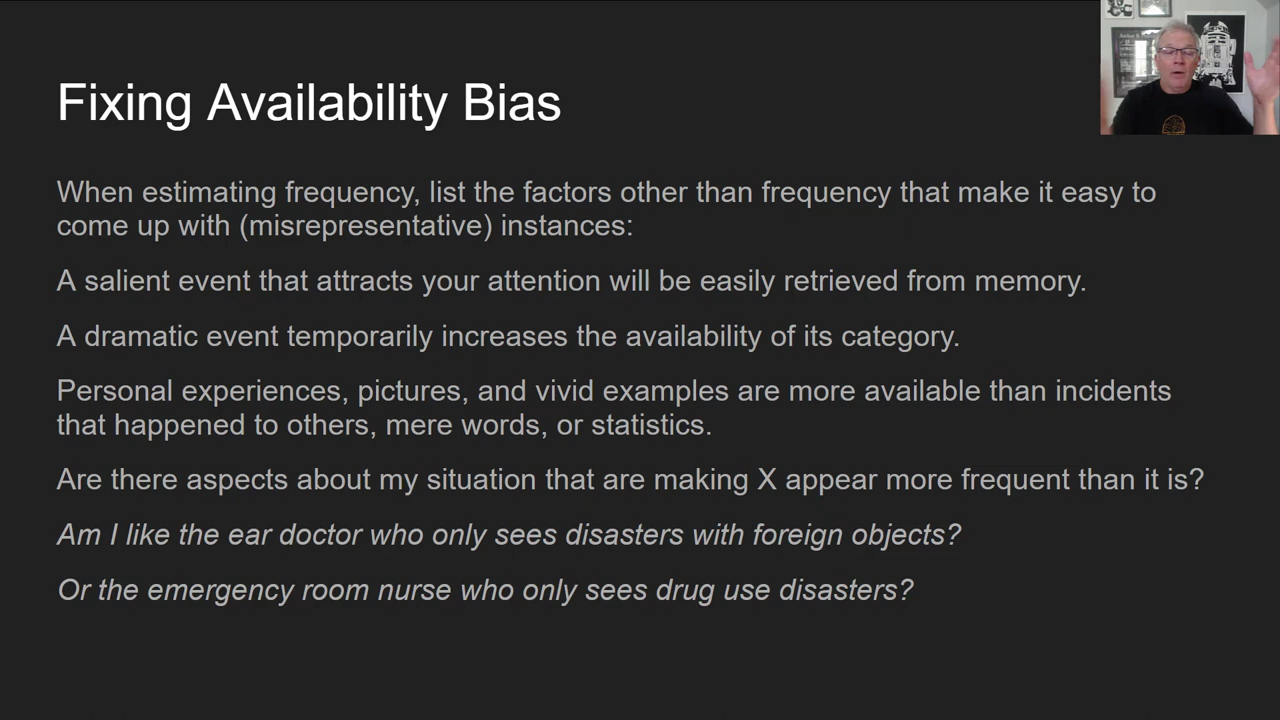 Fixing Availability Bias
When estimating frequency, list the factors other than frequency that make it easy to
come up with (misrepresentative) instances:
A salient event that attracts your attention will be easily retrieved from memory.
A dramatic event temporarily increases the availability of its category.
Personal experiences, pictures, and vivid examples are more available than incidents
that happened to others, mere words, or statistics.
Are there aspects about my situation that are making X appear more frequent than it is?
Am I like the ear doctor who only sees disasters with foreign objects?
Or the emergency room nurse who only sees drug use disasters?